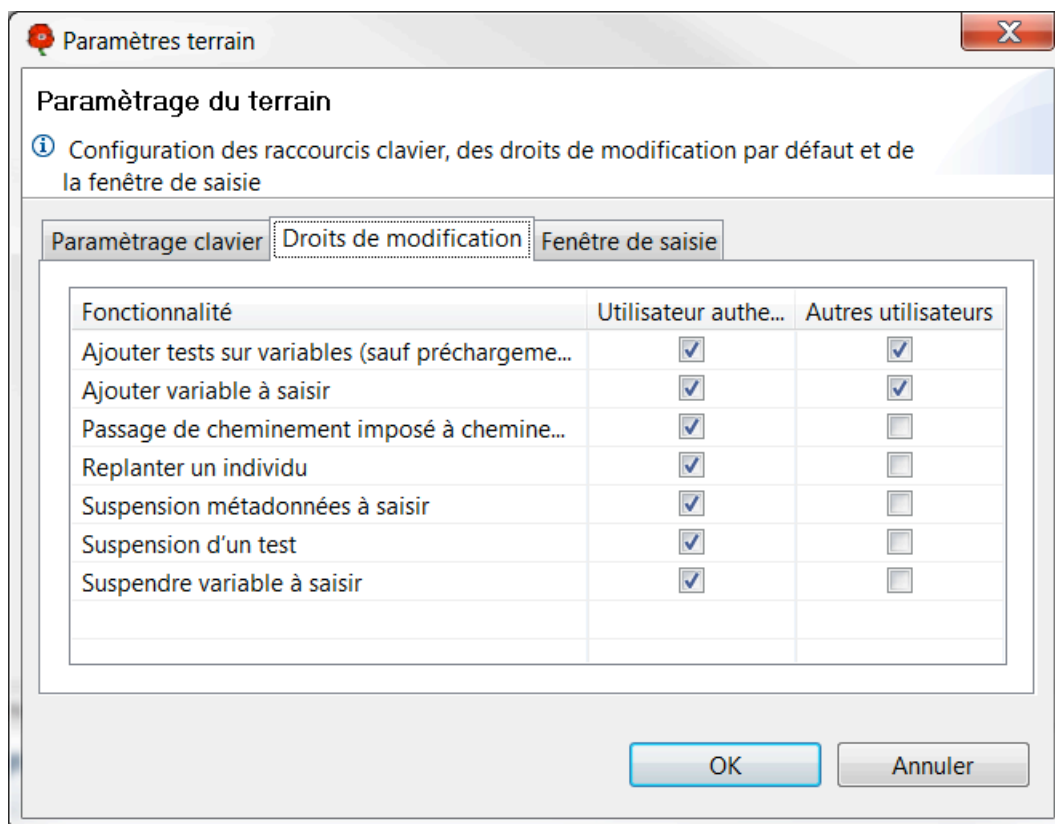 Paramètres terrain
Paramètrage du terrain
Configuration des raccourcis clavier, des droits de modification par défaut et de
la fenêtre de saisie
Paramètrage clavier Droits de modification Fenêtre de saisie
Fonctionnalité Utilisateur authe... Autres utilisateurs
Ajouter tests sur variables (sauf préchargeme...
Ajouter variable à saisir
Passage de cheminement imposé à chemine...
Replanter un individu
Suspension métadonnées à saisir
Suspension d'un test
Suspendre variable à saisir
OK Annuler